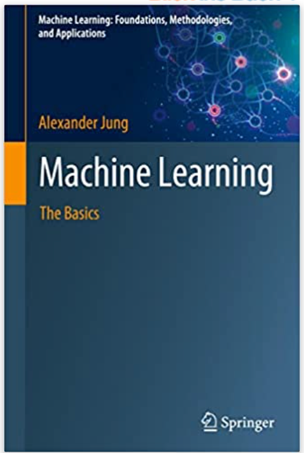 Machine Learning: Foundations, Methodologies,
and Applications
Alexander Jung
Machine Learning
The Basics
Springer